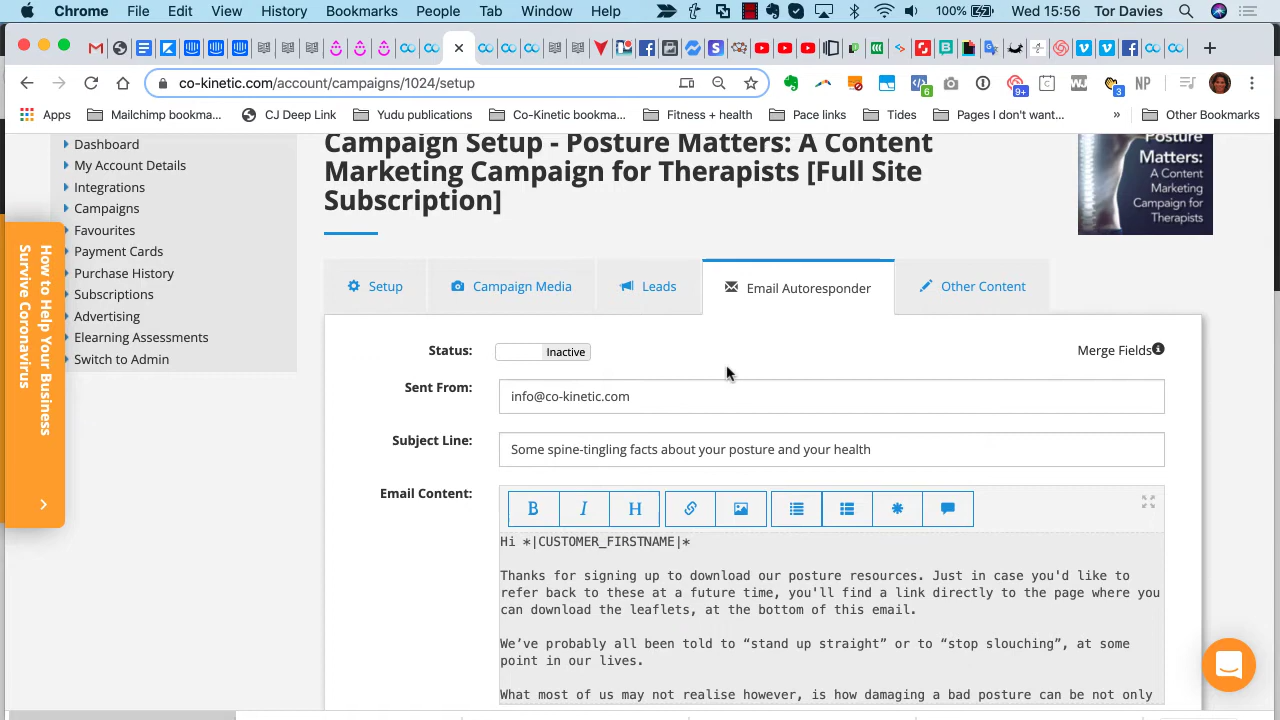 Chrome File Edit View History Bookmarks People Tab Window Help 100% Wed 15:56 Tor Davies
co-kinetic.com/account/campaigns/1024/setup
6 9+ WJ 3 NP
Apps Mailchimp bookma... CJ Deep Link Yudu publications Co-Kinetic bookma... Fitness + health Pace links Tides Pages I don't want... » Other Bookmarks
Dashboard
My Account Details
Integrations
Campaigns
Favourites
Payment Cards
Purchase History
Subscriptions
Advertising
Elearning Assessments
Switch to Admin
How to Help Your Business
Survive Coronavirus
Campaign Setup - Posture Matters: A Content
Marketing Campaign for Therapists [Full Site
Subscription]
Posture
Matters:
A Content
Marketing
Campaign for
Therapists
Setup Campaign Media Leads Email Autoresponder Other Content
Status: Inactive Merge Fields
Sent From: info@co-kinetic.com
Subject Line: Some spine-tingling facts about your posture and your health
Email Content: B I H
Hi *|CUSTOMER_FIRSTNAME|*
Thanks for signing up to download our posture resources. Just in case you'd like to
refer back to these at a future time, you'll find a link directly to the page where you
can download the leaflets, at the bottom of this email.
We’ve probably all been told to “stand up straight” or to “stop slouching”, at some
point in our lives.
What most of us may not realise however, is how damaging a bad posture can be not only